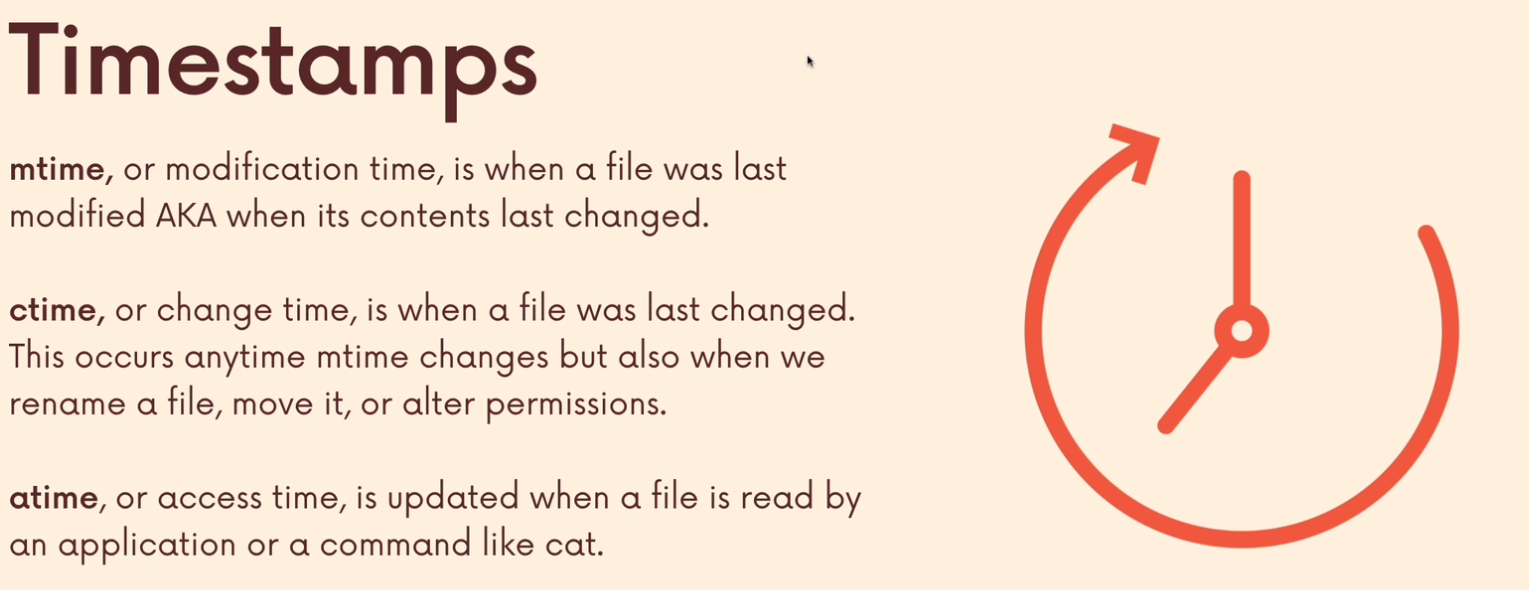 Timestamps
mtime, or modification time, is when a file was last
modified AKA when its contents last changed.
ctime, or change time, is when a file was last changed.
This occurs anytime mtime changes but also when we
rename a file, move it, or alter permissions.
atime, or access time, is updated when a file is read by
an application or a command like cat.